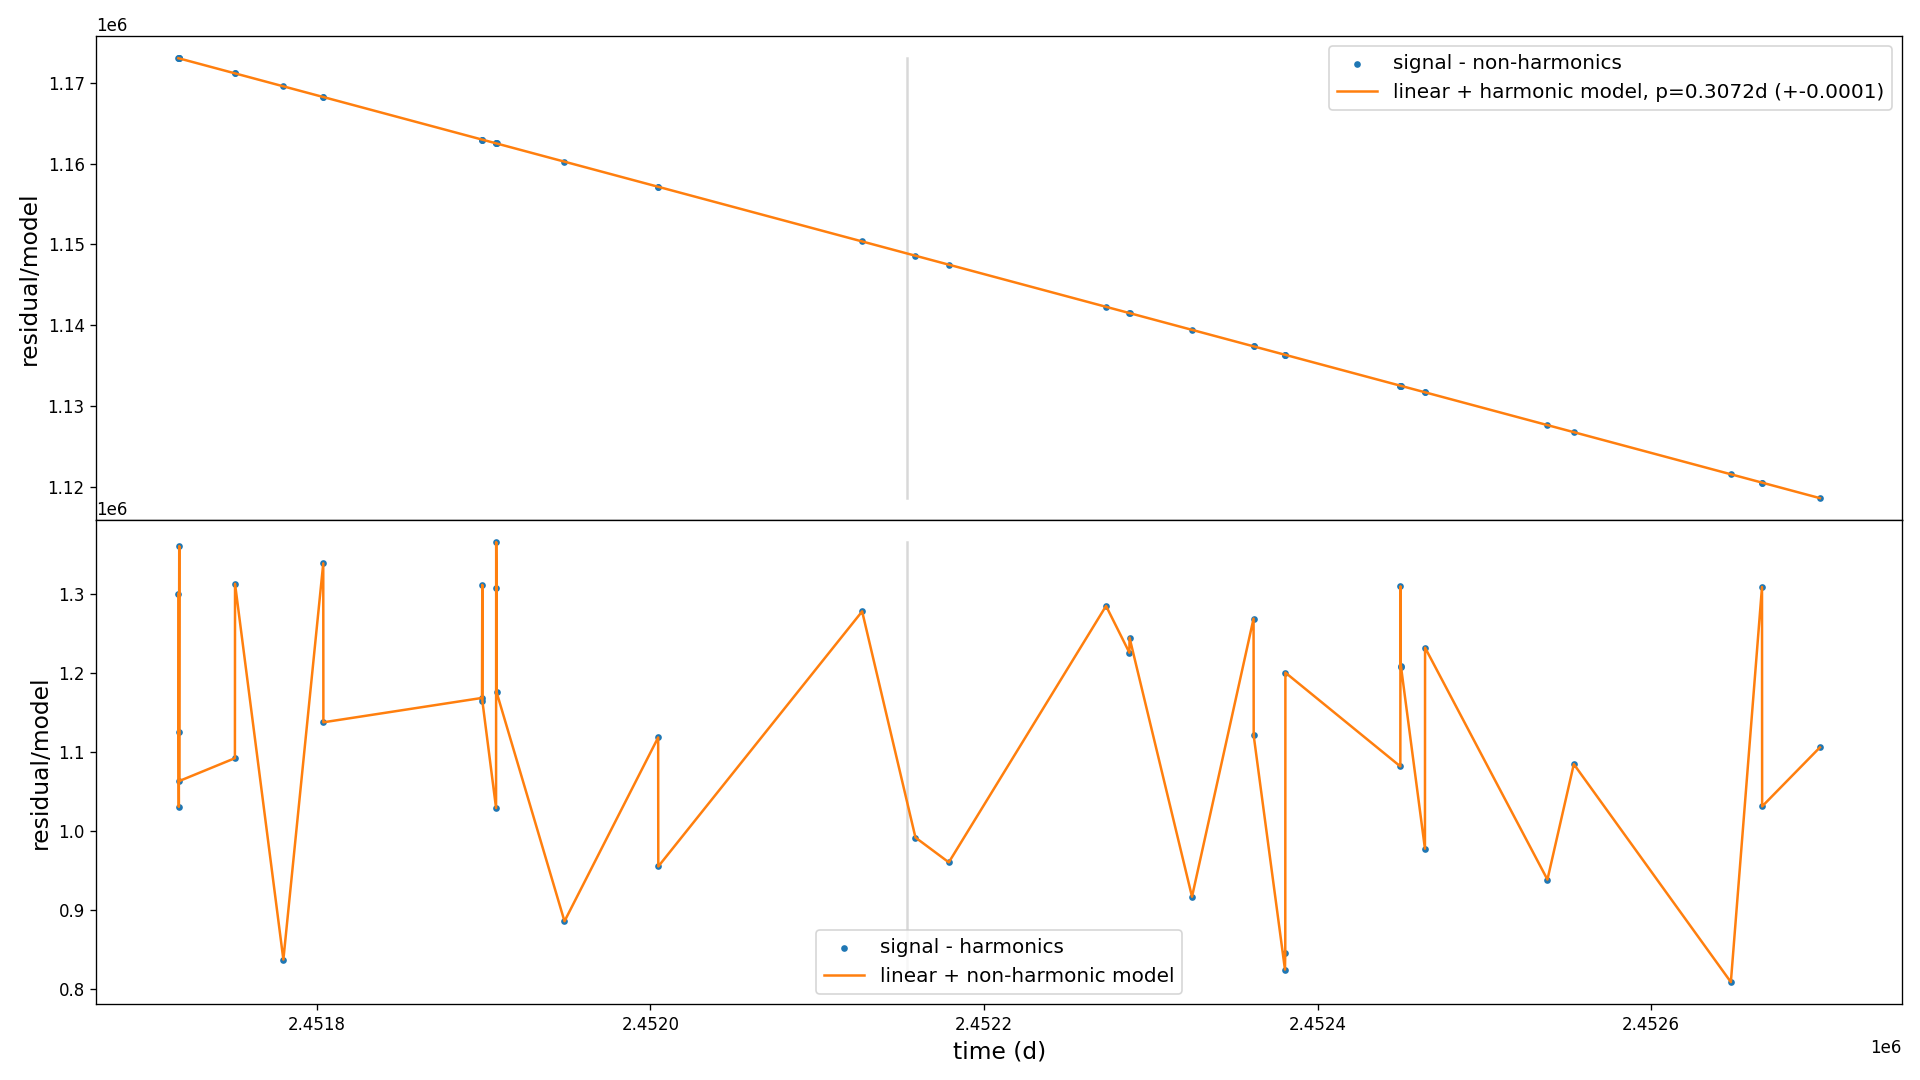 1e6
signal - non-harmonics
linear + harmonic model, p=0.3072d (+-0.0001)
1.17
1.16
1.15
1.14
1.13
1.12
residual/model
1e6
1.3
1.2
1.1
1.0
0.9
0.8
residual/model
signal - harmonics
linear + non-harmonic model
2.4518
2.4520
2.4522
2.4524
2.4526
1e6
time (d)